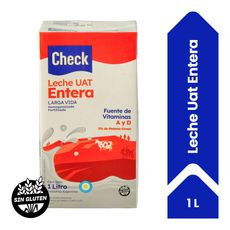 Check
Leche UAT
Entera
LARGA VIDA
Homogeneizada
Fortificada
Fuente de
Vitaminas
A y D
1 Litro
SIN GLUTEN
Leche Uat Entera
1 L